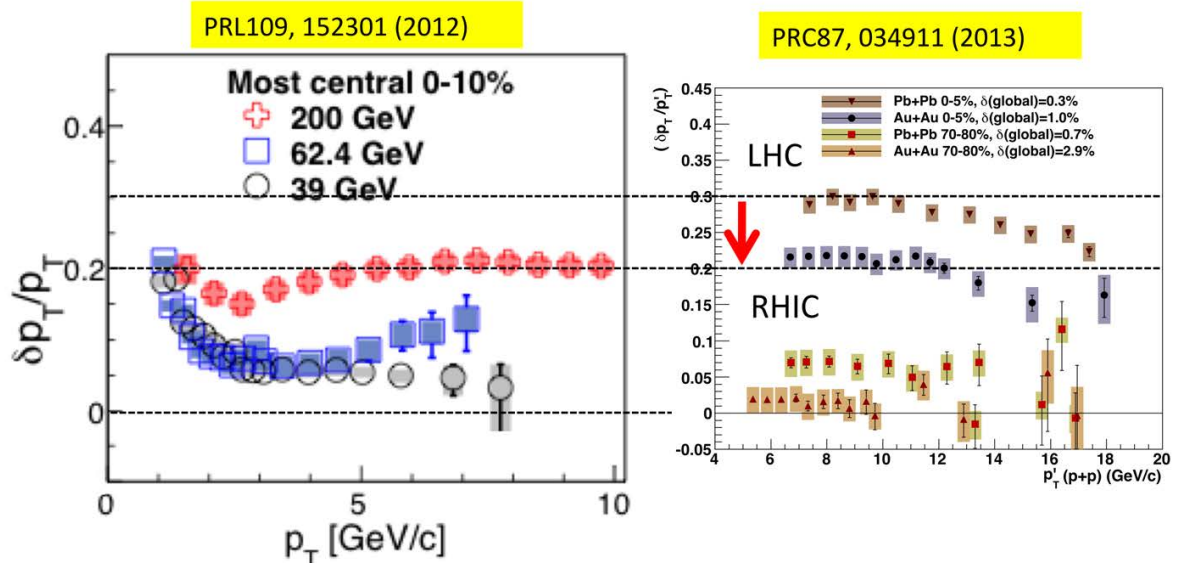 PRL109, 152301 (2012)
Most central 0-10%
200 GeV
62.4 GeV
39 GeV
0.4
0.2
0
δp_T/p_T
0
5
10
p_T [GeV/c]
PRC87, 034911 (2013)
Pb+Pb 0-5%, δ(global)=0.3%
Au+Au 0-5%, δ(global)=1.0%
Pb+Pb 70-80%, δ(global)=0.7%
Au+Au 70-80%, δ(global)=2.9%
LHC
RHIC
(δp_T/p'_T)
0.45
0.4
0.35
0.3
0.25
0.2
0.15
0.1
0.05
0
-0.05
4
6
8
10
12
14
16
18
20
p'_T (p+p) (GeV/c)